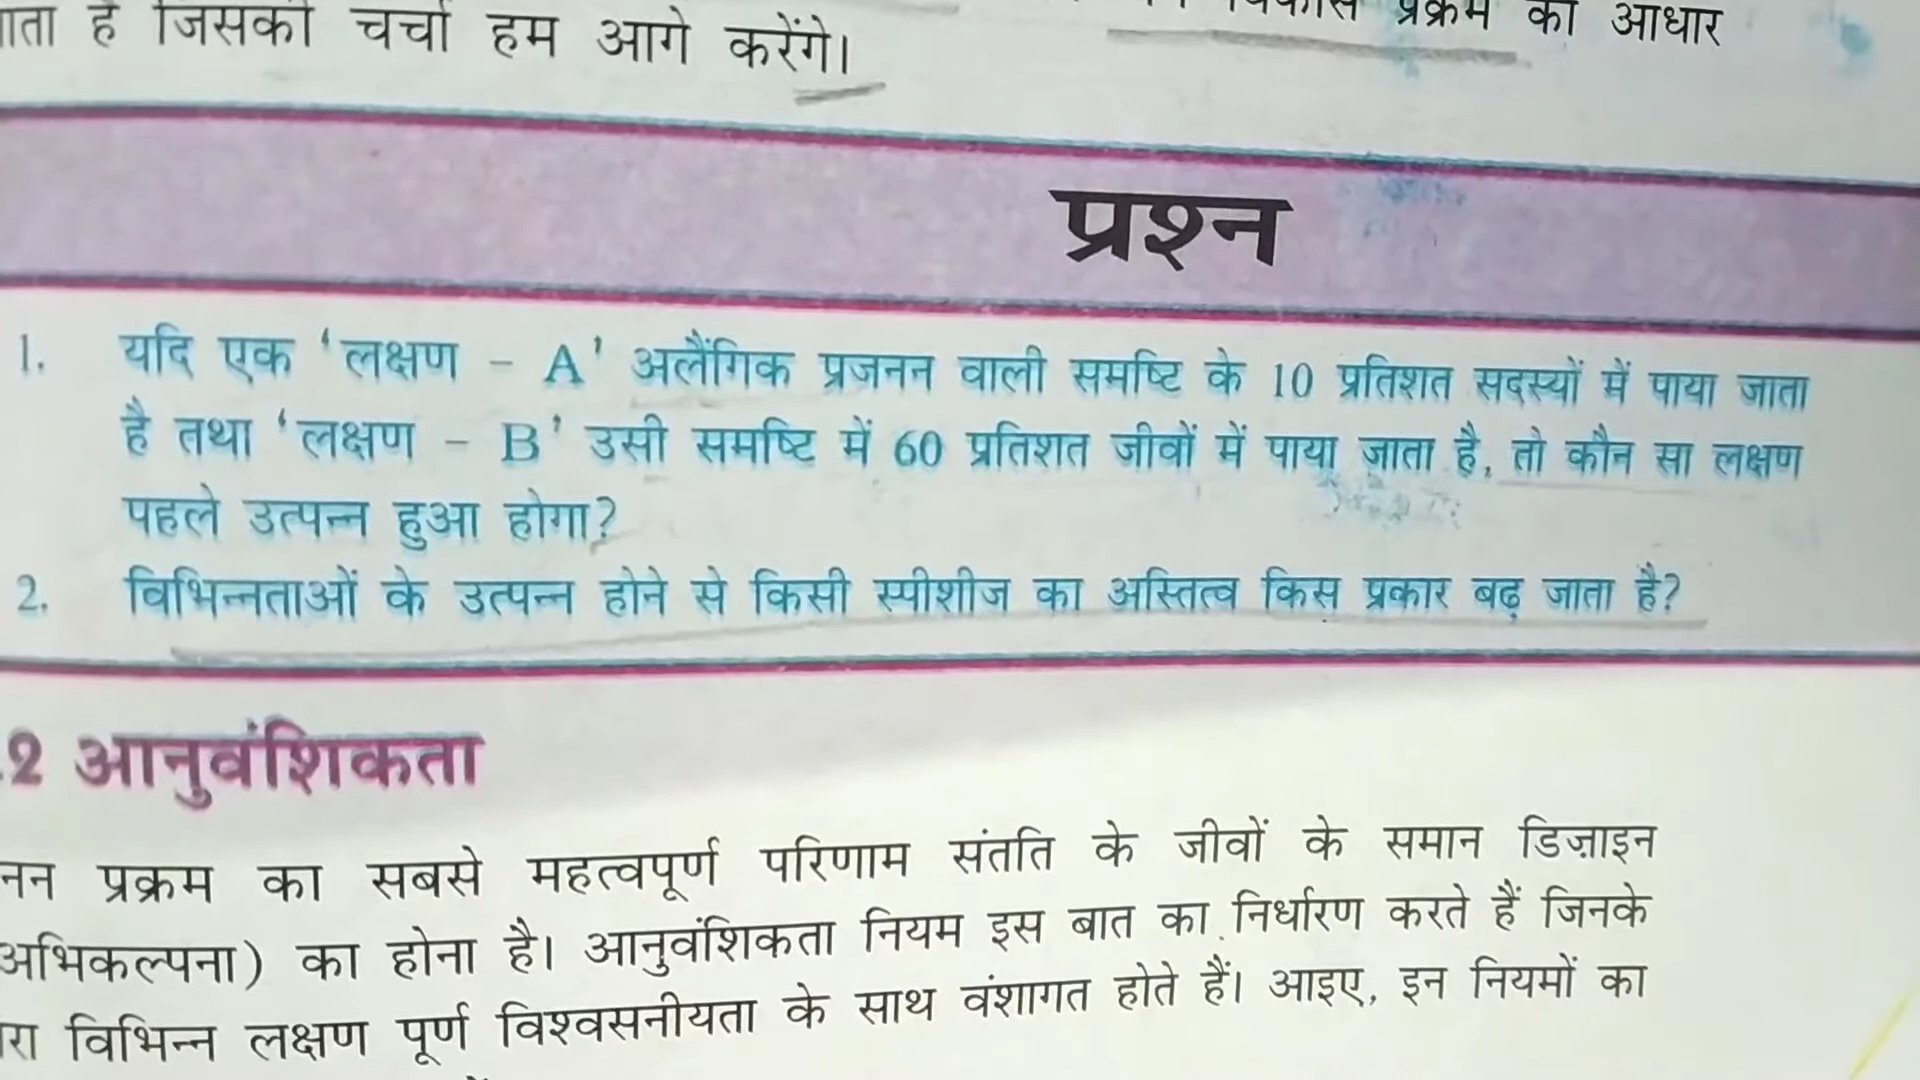 है जिसकी चर्चा हम आगे करेंगे।
प्रक्रम का आधार
प्रश्न
1. यदि एक 'लक्षण - A' अलैंगिक प्रजनन वाली समष्टि के 10 प्रतिशत सदस्यों में पाया जाता
है तथा 'लक्षण - B' उसी समष्टि में 60 प्रतिशत जीवों में पाया जाता है, तो कौन सा लक्षण
पहले उत्पन्न हुआ होगा?
2. विभिन्नताओं के उत्पन्न होने से किसी स्पीशीज का अस्तित्व किस प्रकार बढ़ जाता है?
.2 आनुवंशिकता
प्रक्रम का सबसे महत्वपूर्ण परिणाम संतति के जीवों के समान डिज़ाइन
अभिकल्पना) का होना है। आनुवंशिकता नियम इस बात का निर्धारण करते हैं जिनके
विभिन्न लक्षण पूर्ण विश्वसनीयता के साथ वंशागत होते हैं। आइए, इन नियमों का